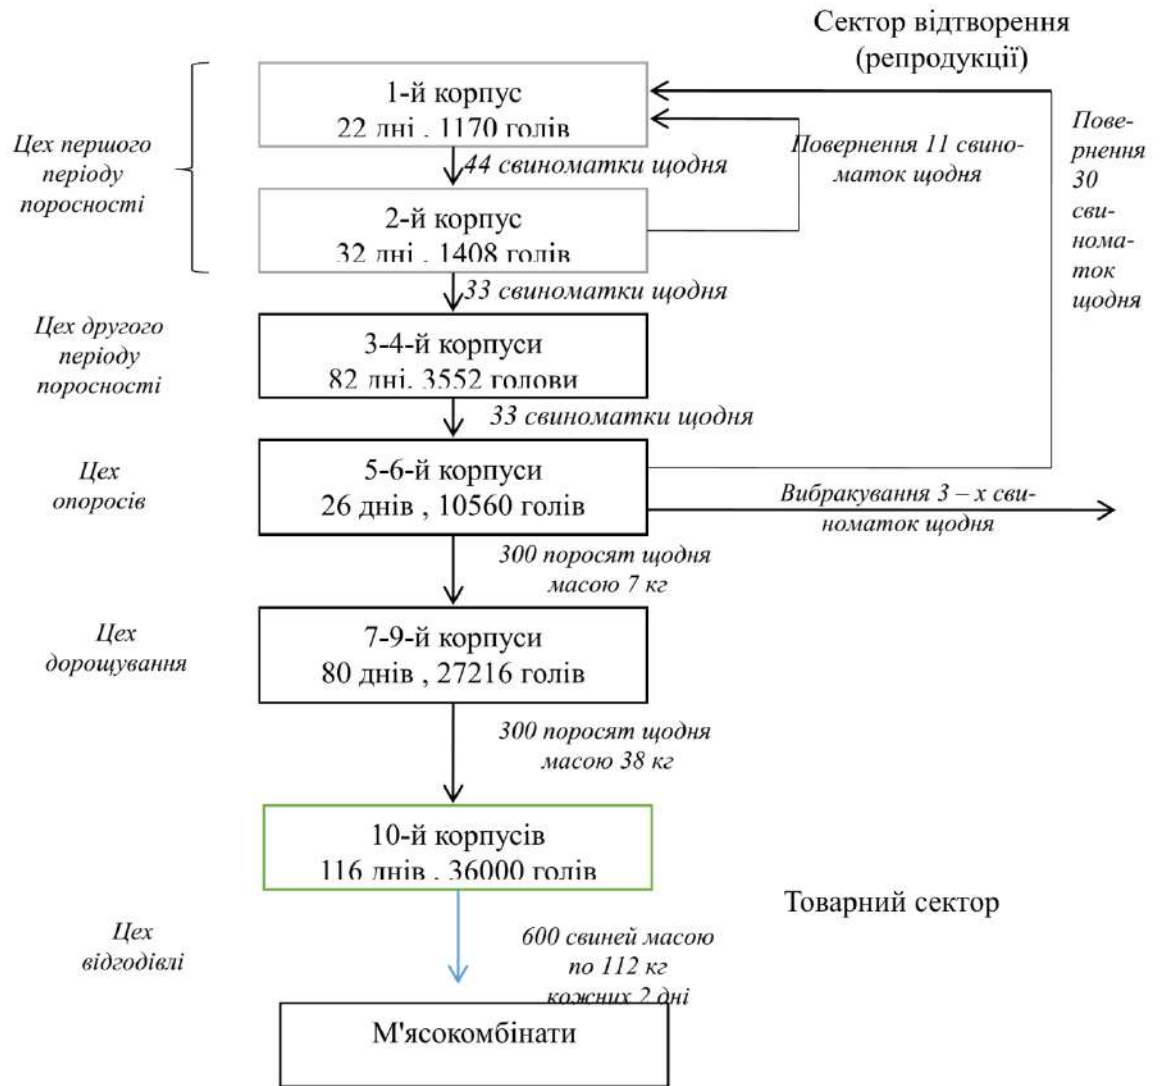 Сектор відтворення
(репродукції)
1-й корпус
22 дні , 1170 голів
Цех першого
періоду
поросності
44 свиноматки щодня
Повернення 11 свино-
маток щодня
Пове-
рнення
30
сви-
нома-
ток
щодня
2-й корпус
32 дні , 1408 голів
33 свиноматки щодня
Цех другого
періоду
поросності
3-4-й корпуси
82 дні. 3552 голови
33 свиноматки щодня
Цех
опоросів
5-6-й корпуси
26 днів , 10560 голів
Вибракування 3 – х сви-
номаток щодня
300 поросят щодня
масою 7 кг
Цех
дорощування
7-9-й корпуси
80 днів , 27216 голів
300 поросят щодня
масою 38 кг
10-й корпусів
116 днів , 36000 голів
Товарний сектор
Цех
відгодівлі
600 свиней масою
по 112 кг
кожних 2 дні
М'ясокомбінати